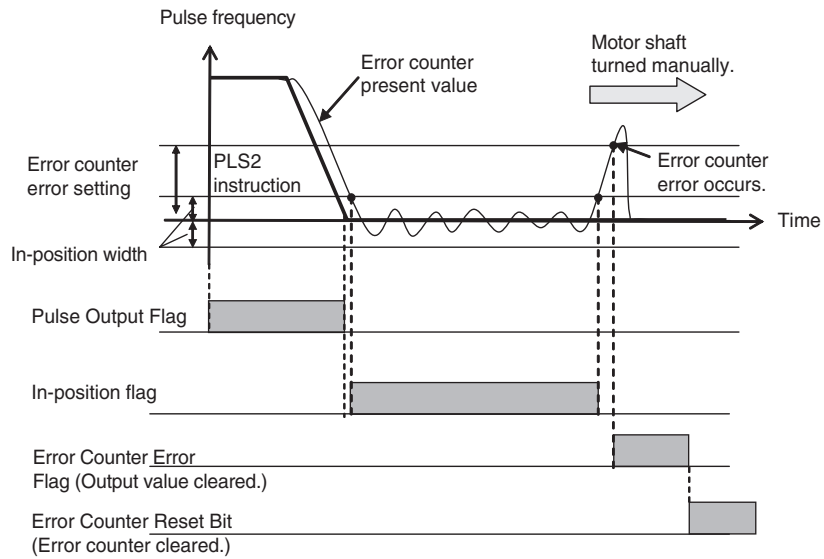 Pulse frequency
Motor shaft
turned manually.
Error counter
present value
Error counter
error setting
PLS2
instruction
Error counter
error occurs.
Time
In-position width
Pulse Output Flag
In-position flag
Error Counter Error
Flag (Output value cleared.)
Error Counter Reset Bit
(Error counter cleared.)